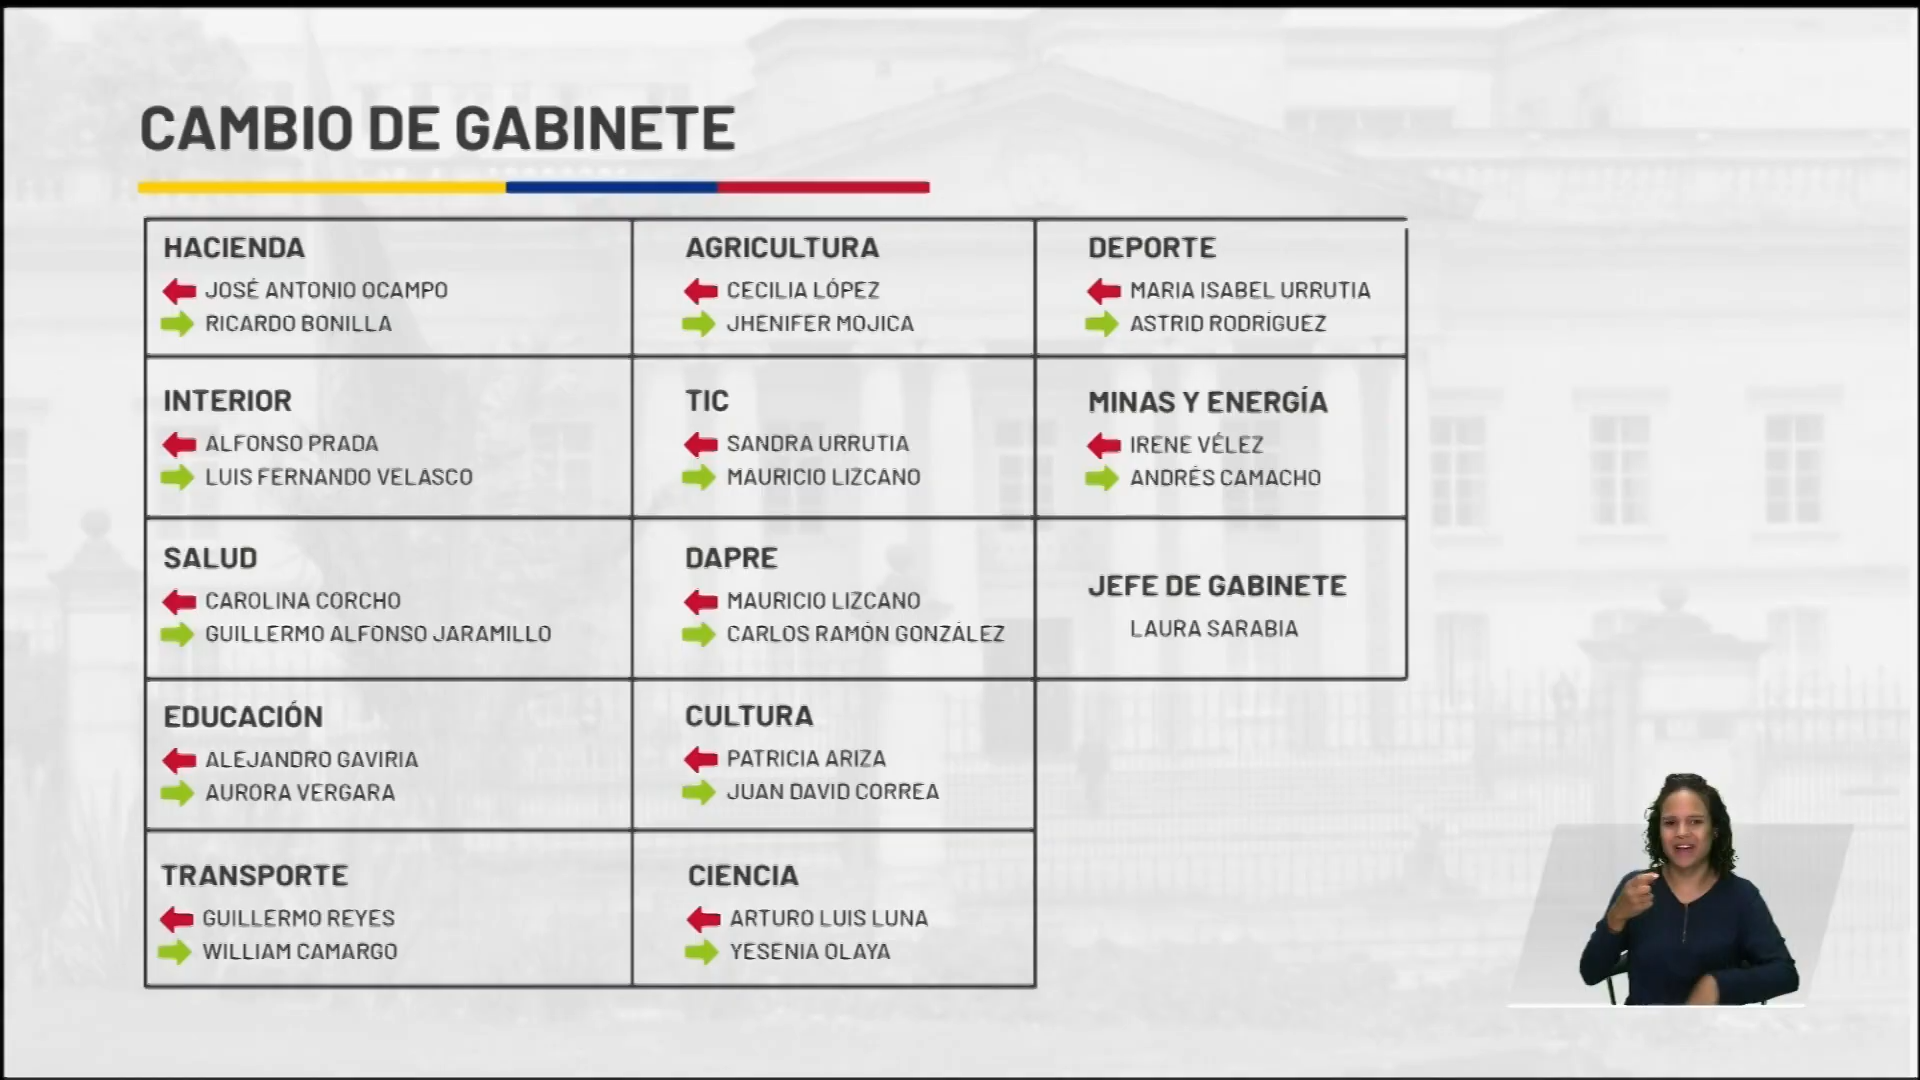 CAMBIO DE GABINETE
HACIENDA
JOSÉ ANTONIO OCAMPO
RICARDO BONILLA
INTERIOR
ALFONSO PRADA
LUIS FERNANDO VELASCO
SALUD
CAROLINA CORCHO
GUILLERMO ALFONSO JARAMILLO
EDUCACIÓN
ALEJANDRO GAVIRIA
AURORA VERGARA
TRANSPORTE
GUILLERMO REYES
WILLIAM CAMARGO
AGRICULTURA
CECILIA LÓPEZ
JHENIFER MOJICA
TIC
SANDRA URRUTIA
MAURICIO LIZCANO
DAPRE
MAURICIO LIZCANO
CARLOS RAMÓN GONZÁLEZ
CULTURA
PATRICIA ARIZA
JUAN DAVID CORREA
CIENCIA
ARTURO LUIS LUNA
YESENIA OLAYA
DEPORTE
MARIA ISABEL URRUTIA
ASTRID RODRÍGUEZ
MINAS Y ENERGÍA
IRENE VÉLEZ
ANDRÉS CAMACHO
JEFE DE GABINETE
LAURA SARABIA